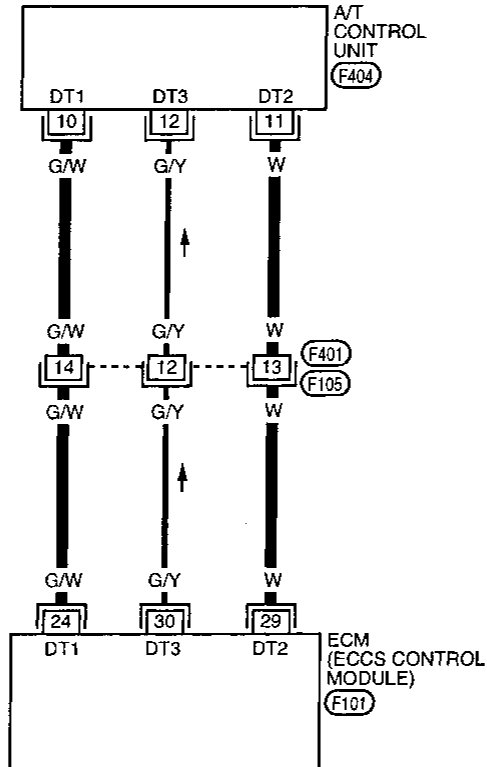 A/T
CONTROL
UNIT
F404
DT1 DT3 DT2
10 12 11
G/W G/Y W
G/W G/Y W
14 12 13 F401
F105
G/W G/Y W
G/W G/Y W
24 30 29
DT1 DT3 DT2
ECM
(ECCS CONTROL
MODULE)
F101